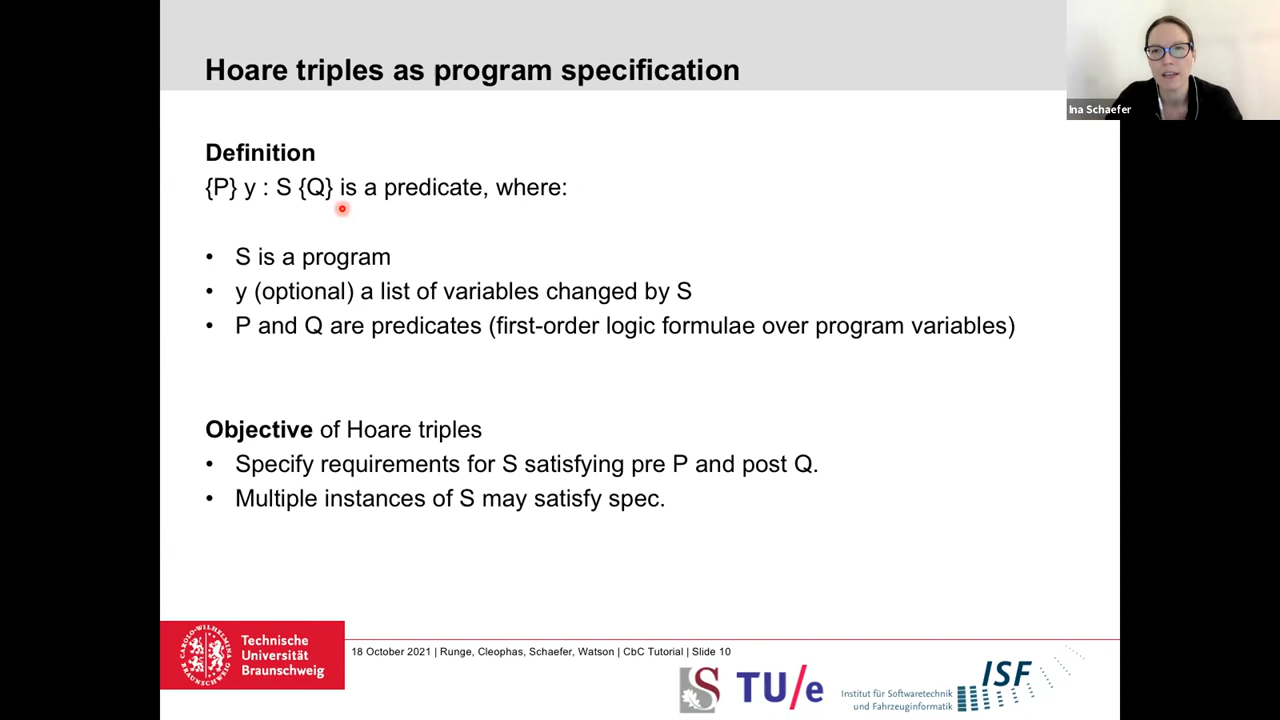 Hoare triples as program specification
Ina Schaefer
Definition
{P} y : S {Q} is a predicate, where:
• S is a program
• y (optional) a list of variables changed by S
• P and Q are predicates (first-order logic formulae over program variables)
Objective of Hoare triples
• Specify requirements for S satisfying pre P and post Q.
• Multiple instances of S may satisfy spec.
Technische
Universität
Braunschweig
18 October 2021 | Runge, Cleophas, Schaefer, Watson | CbC Tutorial | Slide 10
S
TU/e
Institut für Softwaretechnik
und Fahrzeuginformatik
ISF